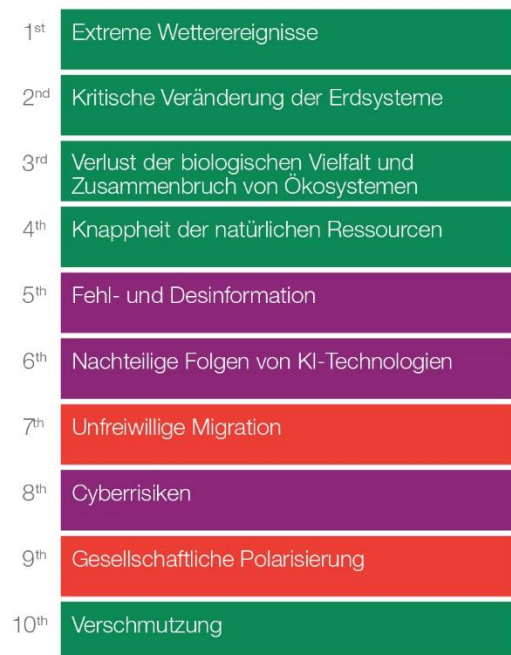 1st Extreme Wetterereignisse
2nd Kritische Veränderung der Erdsysteme
3rd Verlust der biologischen Vielfalt und
Zusammenbruch von Ökosystemen
4th Knappheit der natürlichen Ressourcen
5th Fehl- und Desinformation
6th Nachteilige Folgen von KI-Technologien
7th Unfreiwillige Migration
8th Cyberrisiken
9th Gesellschaftliche Polarisierung
10th Verschmutzung